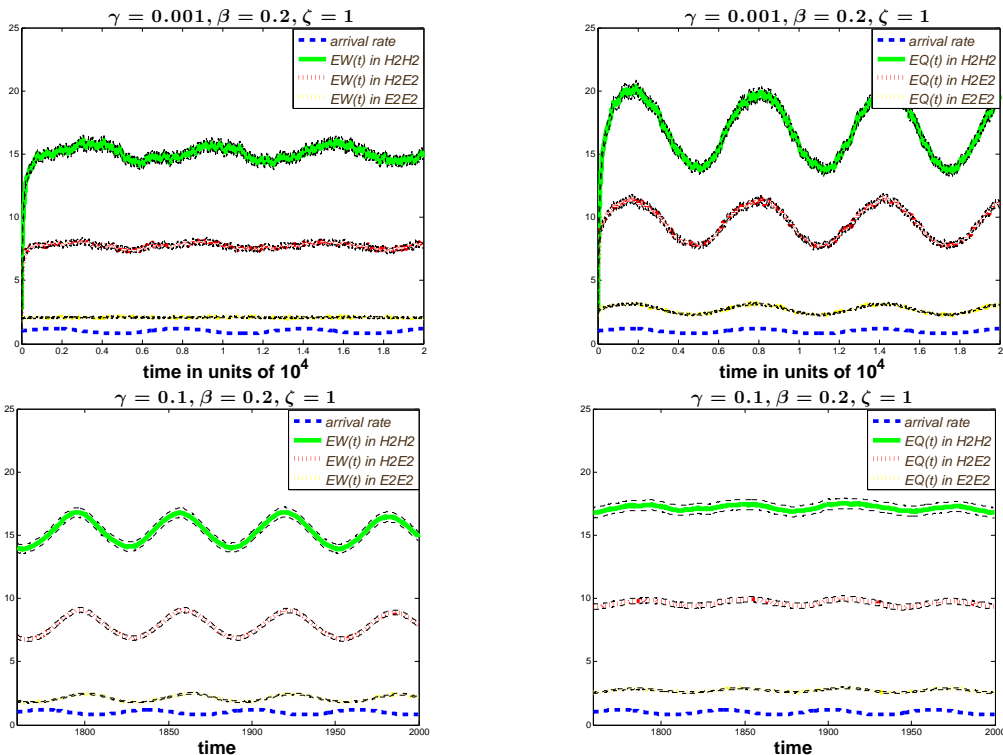 γ = 0.001, β = 0.2, ζ = 1
25
20
15
10
5
0
arrival rate
EW(t) in H2H2
EW(t) in H2E2
EW(t) in E2E2
0 0.2 0.4 0.6 0.8 1 1.2 1.4 1.6 1.8 2
time in units of 10^4
γ = 0.001, β = 0.2, ζ = 1
25
20
15
10
5
0
arrival rate
EQ(t) in H2H2
EQ(t) in H2E2
EQ(t) in E2E2
0 0.2 0.4 0.6 0.8 1 1.2 1.4 1.6 1.8 2
time in units of 10^4
γ = 0.1, β = 0.2, ζ = 1
25
20
15
10
5
0
arrival rate
EW(t) in H2H2
EW(t) in H2E2
EW(t) in E2E2
1800 1850 1900 1950 2000
time
γ = 0.1, β = 0.2, ζ = 1
25
20
15
10
5
0
arrival rate
EQ(t) in H2H2
EQ(t) in H2E2
EQ(t) in E2E2
1800 1850 1900 1950 2000
time